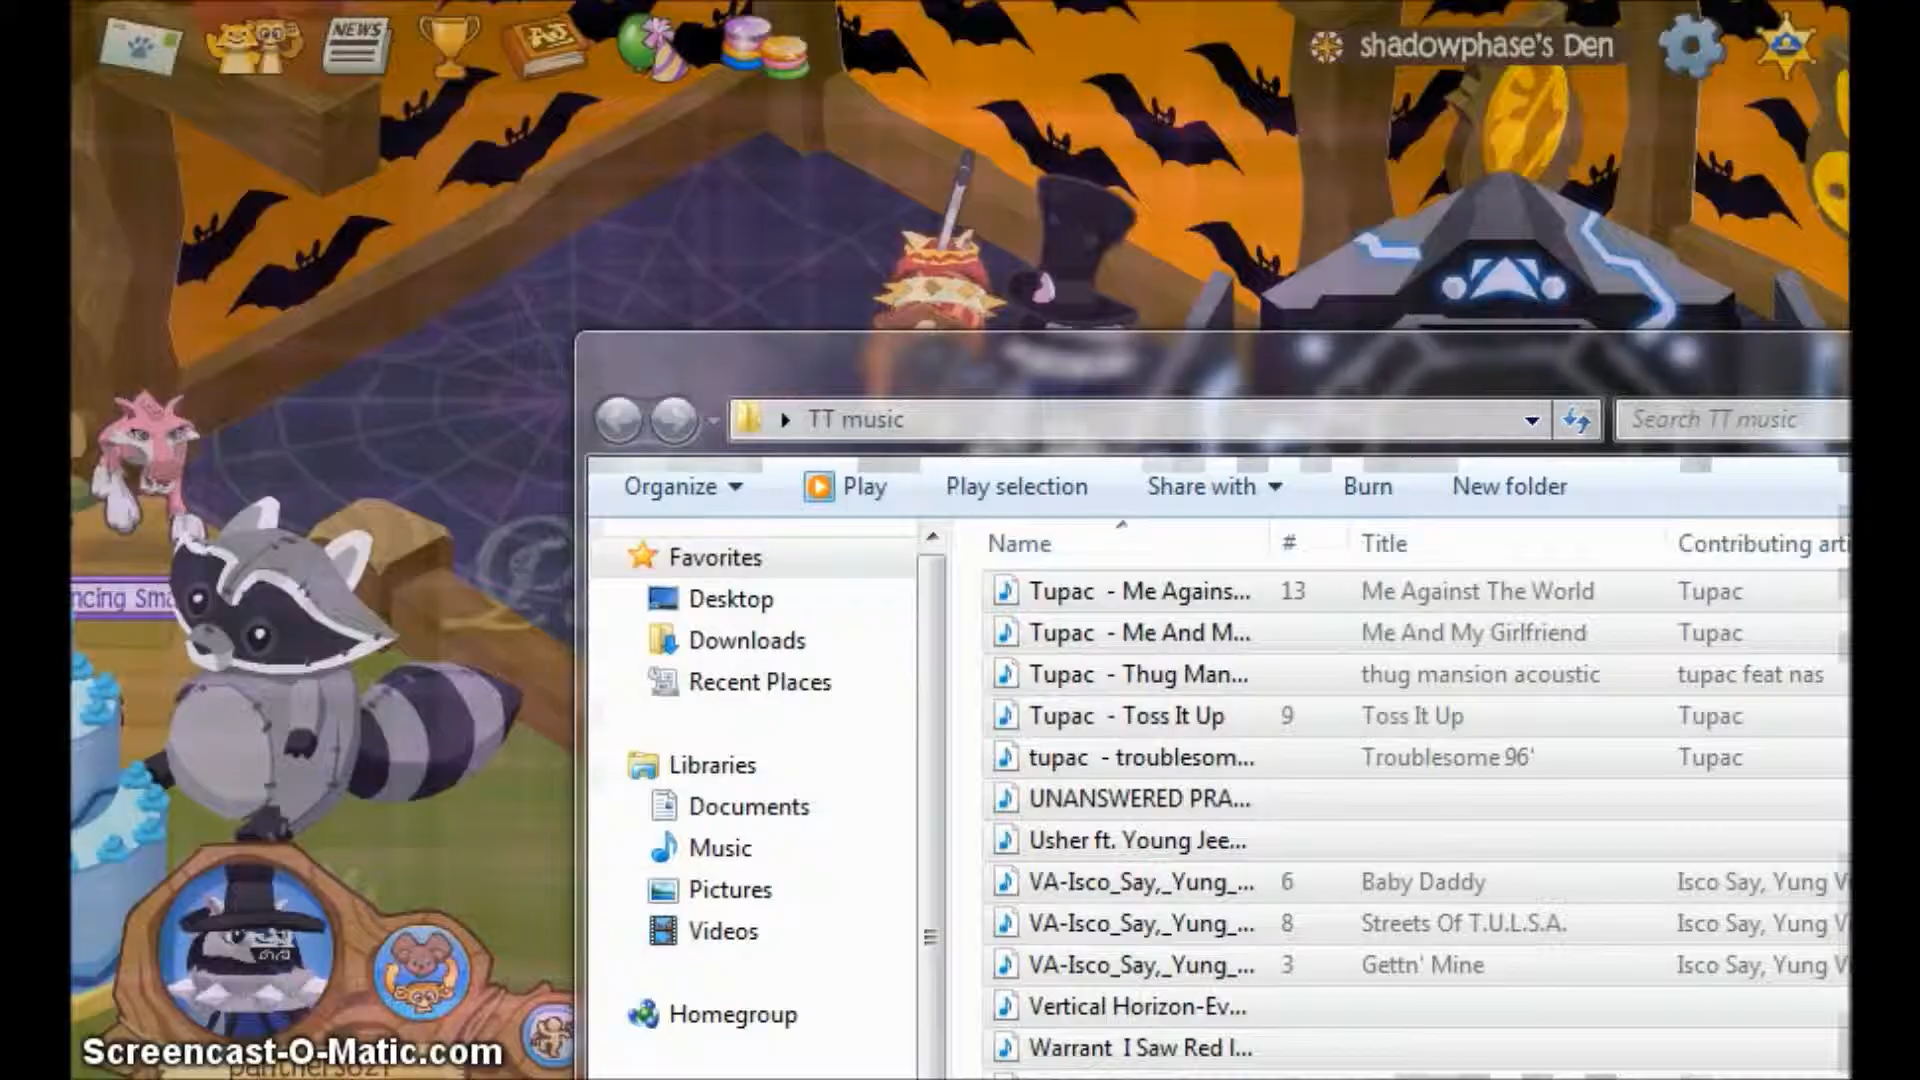 NEWS
shadowphase's Den
TT music
Search TT music
Organize
Play
Play selection
Share with
Burn
New folder
Name
#
Title
Contributing arti
Favorites
Desktop
Downloads
Recent Places
Libraries
Documents
Music
Pictures
Videos
Homegroup
Tupac - Me Agains... 13 Me Against The World Tupac
Tupac - Me And M... Me And My Girlfriend Tupac
Tupac - Thug Man... thug mansion acoustic tupac feat nas
Tupac - Toss It Up 9 Toss It Up Tupac
tupac - troublesom... Troublesome 96' Tupac
UNANSWERED PRA...
Usher ft. Young Jee...
VA-Isco_Say,_Yung_... 6 Baby Daddy Isco Say, Yung Vi
VA-Isco_Say,_Yung_... 8 Streets Of T.U.L.S.A. Isco Say, Yung Vi
VA-Isco_Say,_Yung_... 3 Gettn' Mine Isco Say, Yung Vi
Vertical Horizon-Ev...
Warrant I Saw Red l...
ncing Sma
Screencast-O-Matic.com